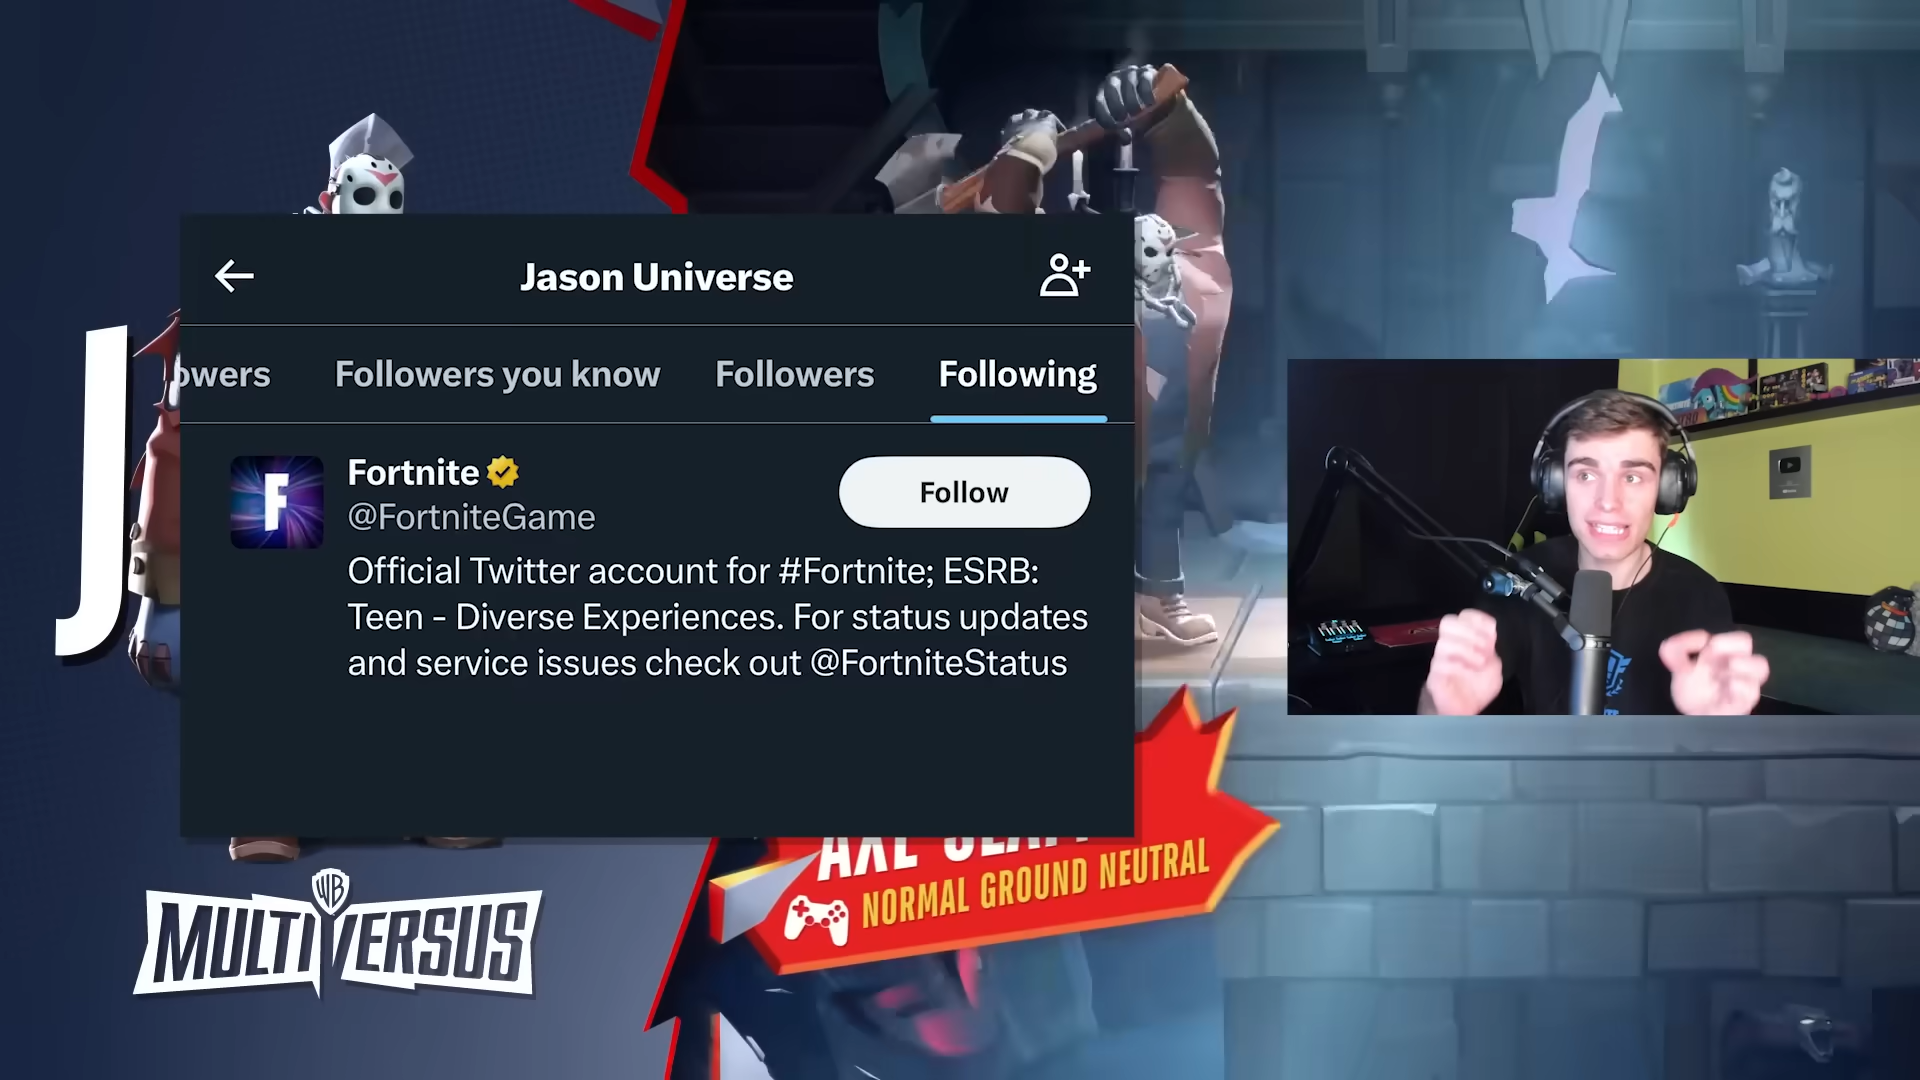 Jason Universe
owers
Followers you know
Followers
Following
Fortnite
@FortniteGame
Follow
Official Twitter account for #Fortnite; ESRB:
Teen - Diverse Experiences. For status updates
and service issues check out @FortniteStatus
J
F
AXE
NORMAL GROUND NEUTRAL
WB
MULTIVERSUS